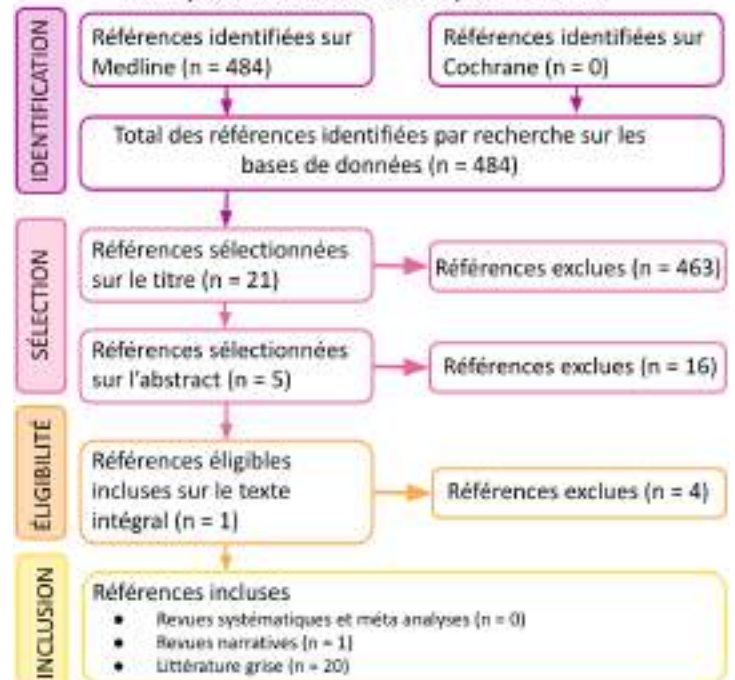 IDENTIFICATION
Références identifiées sur
Medline (n = 484)
Références identifiées sur
Cochrane (n = 0)
Total des références identifiées par recherche sur les
bases de données (n = 484)
SÉLECTION
Références sélectionnées
sur le titre (n = 21)
Références exclues (n = 463)
Références sélectionnées
sur l'abstract (n = 5)
Références exclues (n = 16)
ÉLIGIBILITÉ
Références éligibles
incluses sur le texte
intégral (n = 1)
Références exclues (n = 4)
INCLUSION
Références incluses
● Revues systématiques et méta analyses (n = 0)
● Revues narratives (n = 1)
● Littérature grise (n = 20)